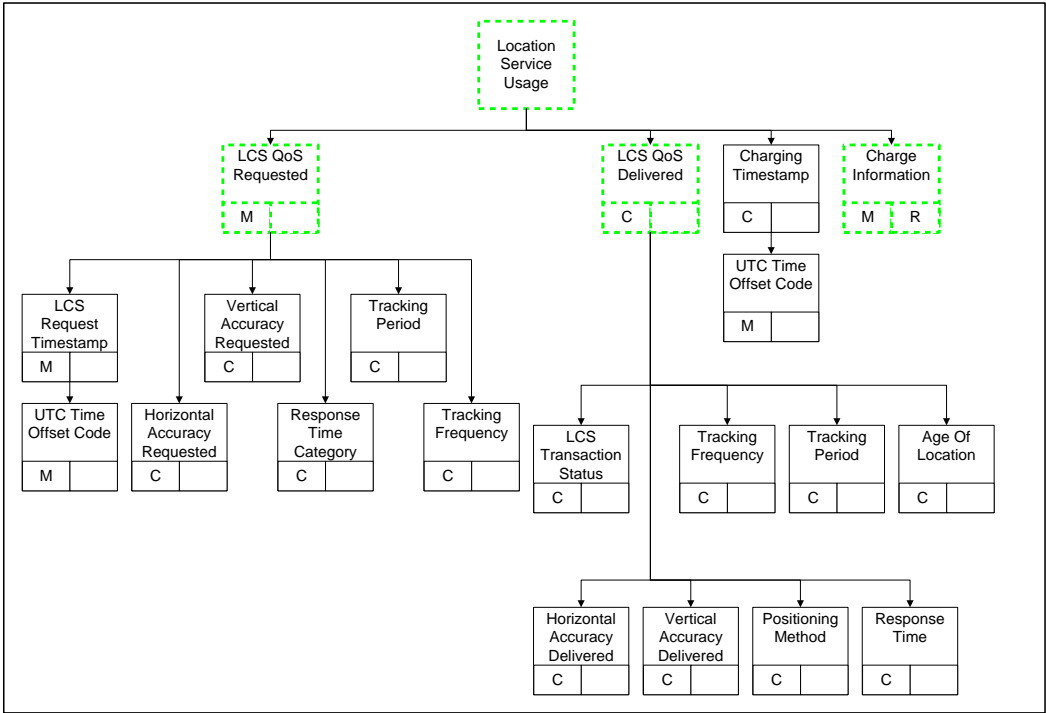 Location
Service
Usage
LCS QoS
Requested
M
LCS QoS
Delivered
C
Charging
Timestamp
C
Charge
Information
M R
UTC Time
Offset Code
M
LCS
Request
Timestamp
M
Vertical
Accuracy
Requested
C
Tracking
Period
C
UTC Time
Offset Code
M
Horizontal
Accuracy
Requested
C
Response
Time
Category
C
Tracking
Frequency
C
LCS
Transaction
Status
C
Tracking
Frequency
C
Tracking
Period
C
Age Of
Location
C
Horizontal
Accuracy
Delivered
C
Vertical
Accuracy
Delivered
C
Positioning
Method
C
Response
Time
C